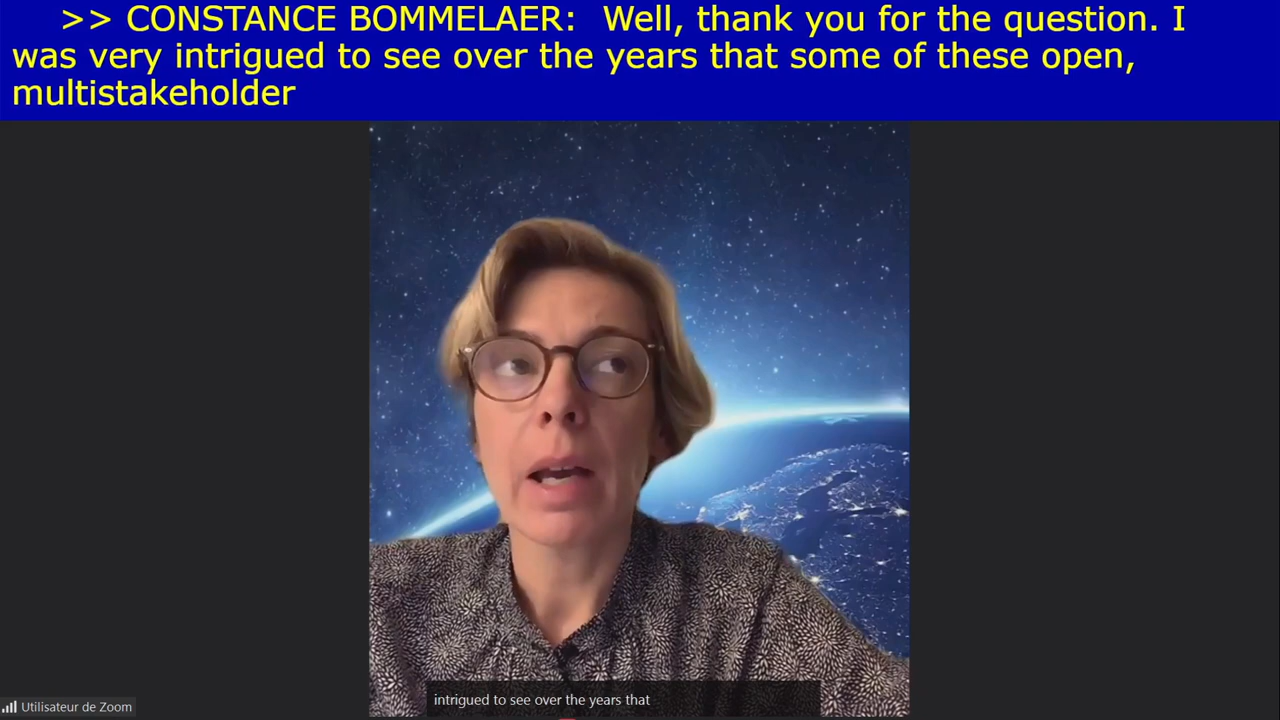 >> CONSTANCE BOMMELAER:  Well, thank you for the question. I
was very intrigued to see over the years that some of these open,
multistakeholder
intrigued to see over the years that
Utilisateur de Zoom